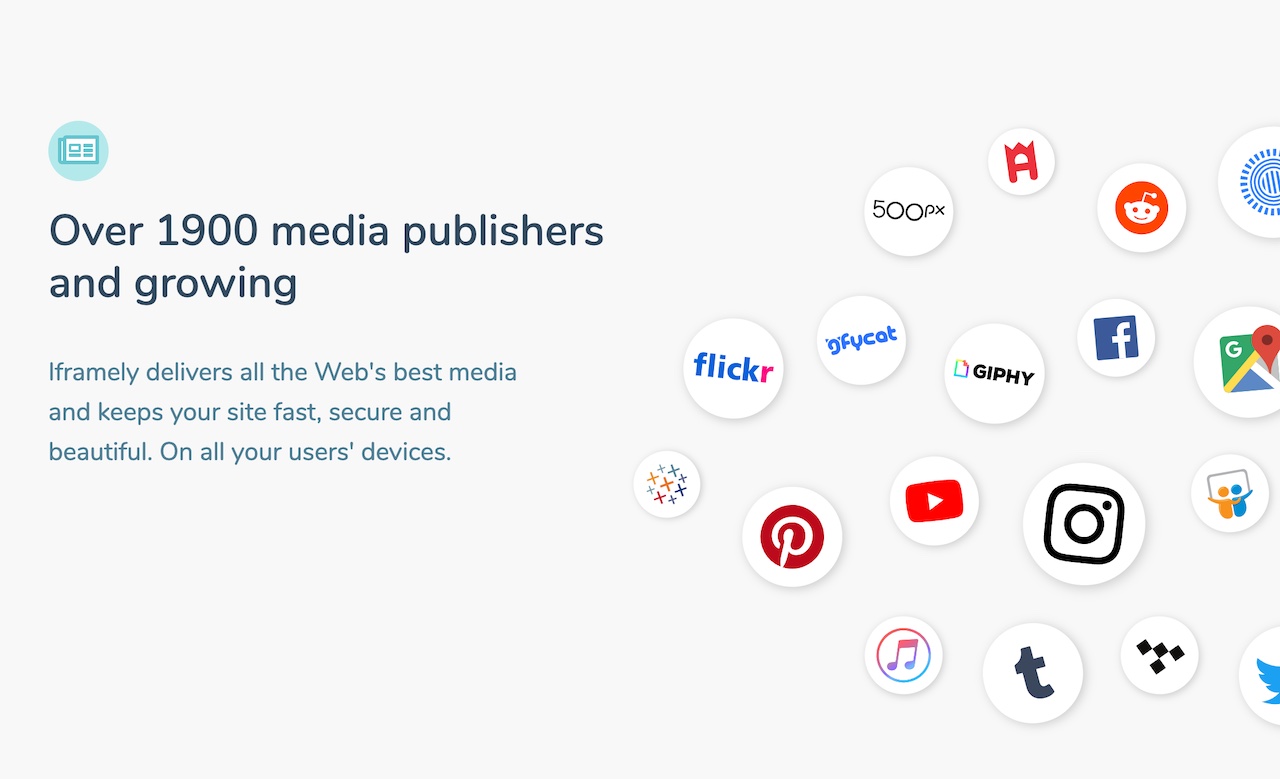 Over 1900 media publishers
and growing
Iframely delivers all the Web's best media
and keeps your site fast, secure and
beautiful. On all your users' devices.
500px
flickr
gfycat
GIPHY
G